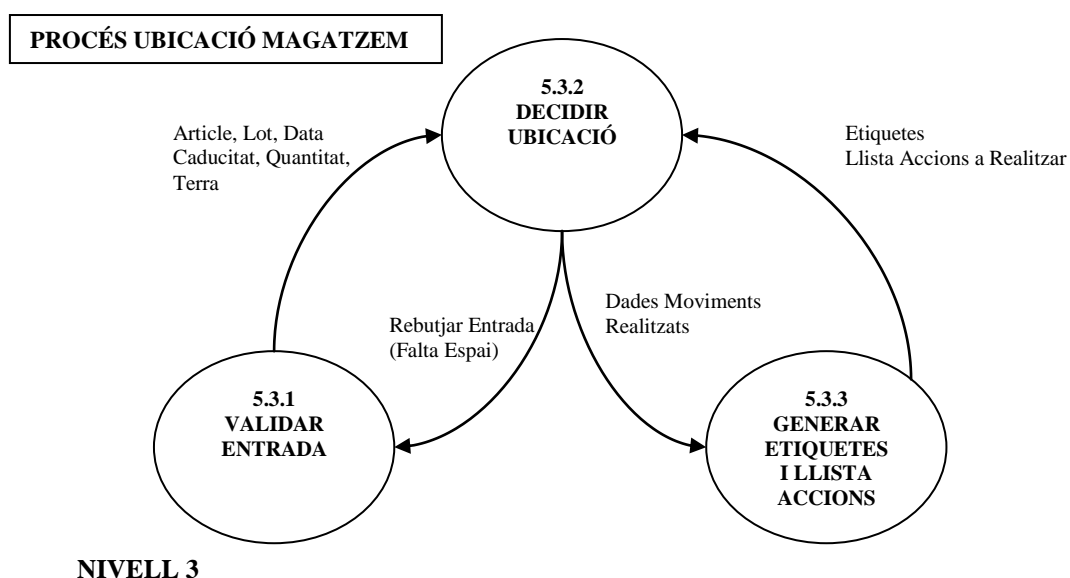 PROCÉS UBICACIÓ MAGATZEM
5.3.2
DECIDIR
UBICACIÓ
Article, Lot, Data
Caducitat, Quantitat,
Terra
Etiquetes
Llista Accions a Realitzar
Rebutjar Entrada
(Falta Espai)
Dades Moviments
Realitzats
5.3.1
VALIDAR
ENTRADA
5.3.3
GENERAR
ETIQUETES
I LLISTA
ACCIONS
NIVELL 3